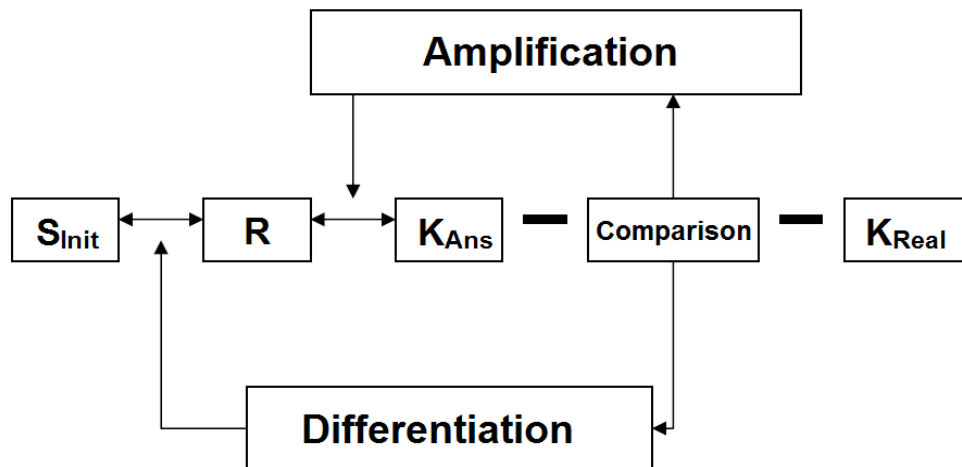 Amplification
SInit
R
KAns
Comparison
KReal
Differentiation